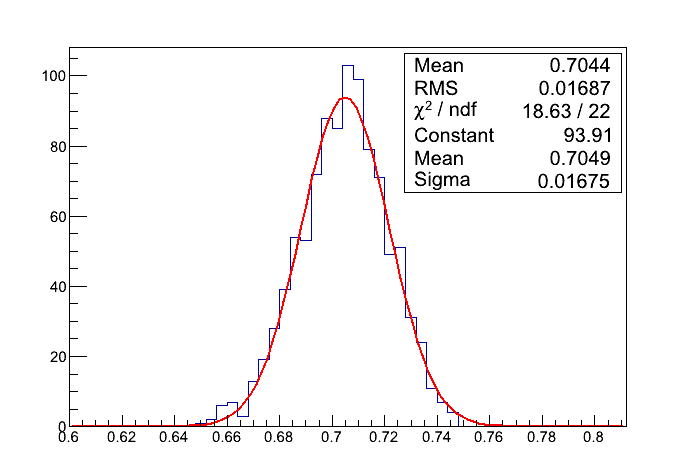 Mean 0.7044
RMS 0.01687
χ² / ndf 18.63 / 22
Constant 93.91
Mean 0.7049
Sigma 0.01675
100
80
60
40
20
0
0.6 0.62 0.64 0.66 0.68 0.7 0.72 0.74 0.76 0.78 0.8